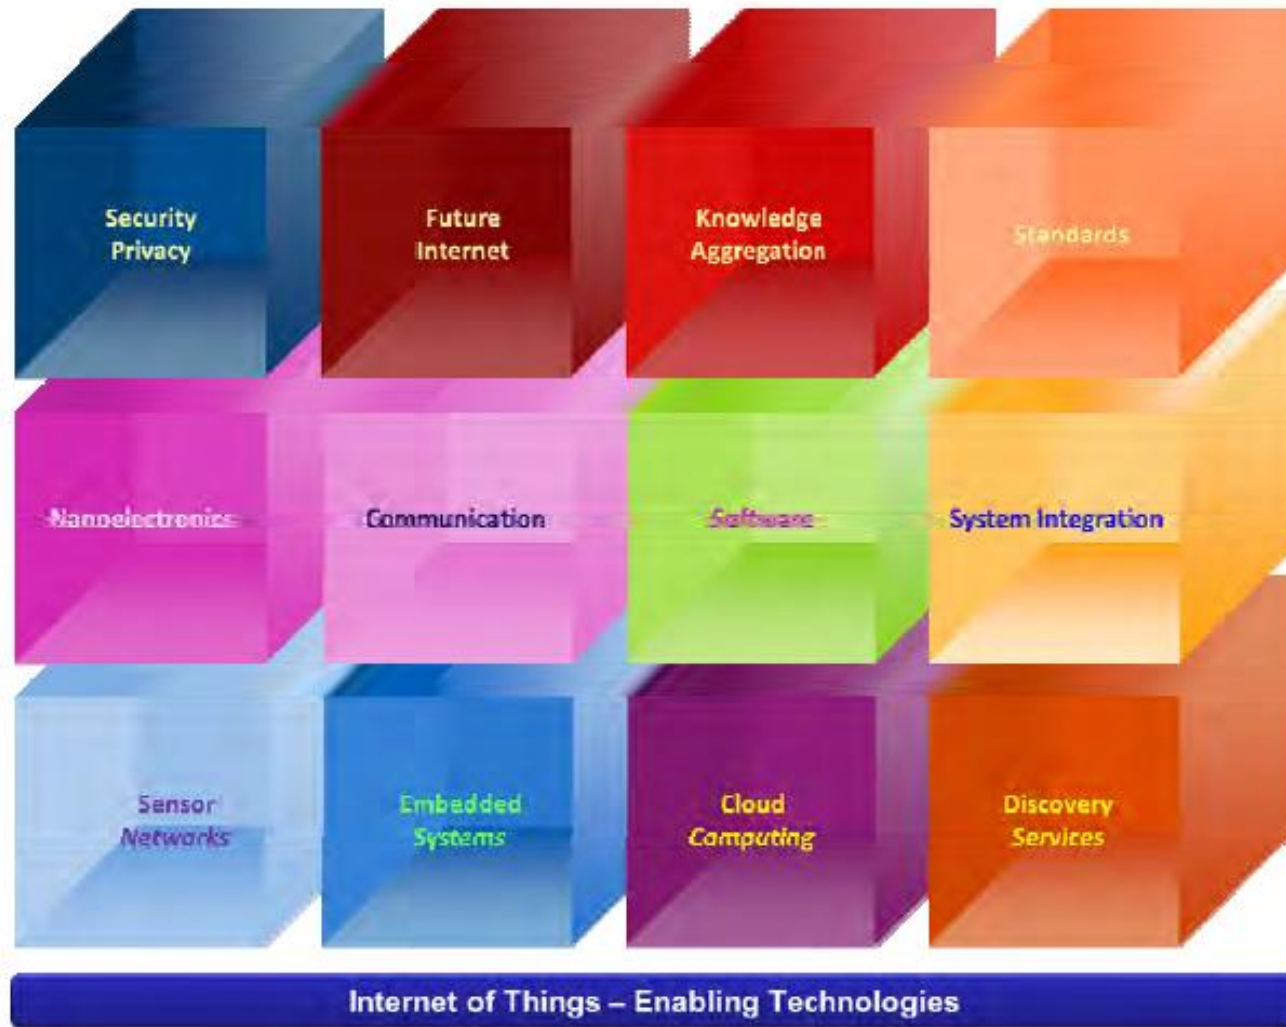 Security
Privacy
Future
Internet
Knowledge
Aggregation
Standards
Nanoelectronics
Communication
Software
System Integration
Sensor
Networks
Embedded
Systems
Cloud
Computing
Discovery
Services
Internet of Things – Enabling Technologies